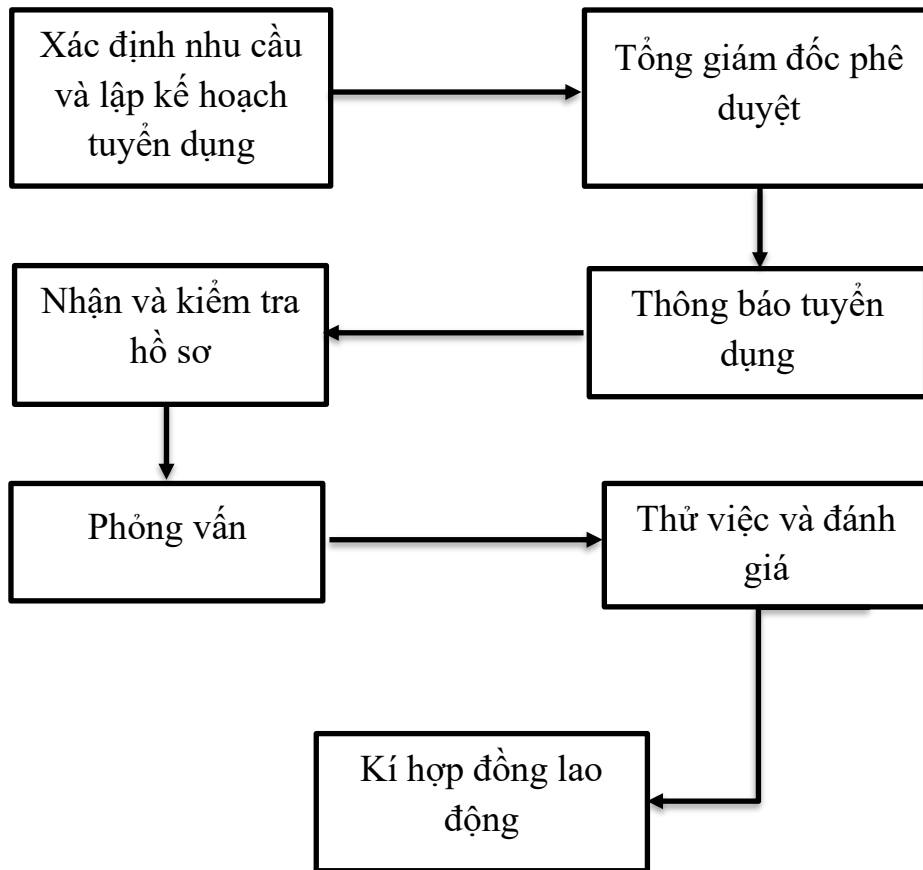 Xác định nhu cầu
và lập kế hoạch
tuyển dụng
Tổng giám đốc phê
duyệt
Thông báo tuyển
dụng
Nhận và kiểm tra
hồ sơ
Phỏng vấn
Thử việc và đánh
giá
Kí hợp đồng lao
động